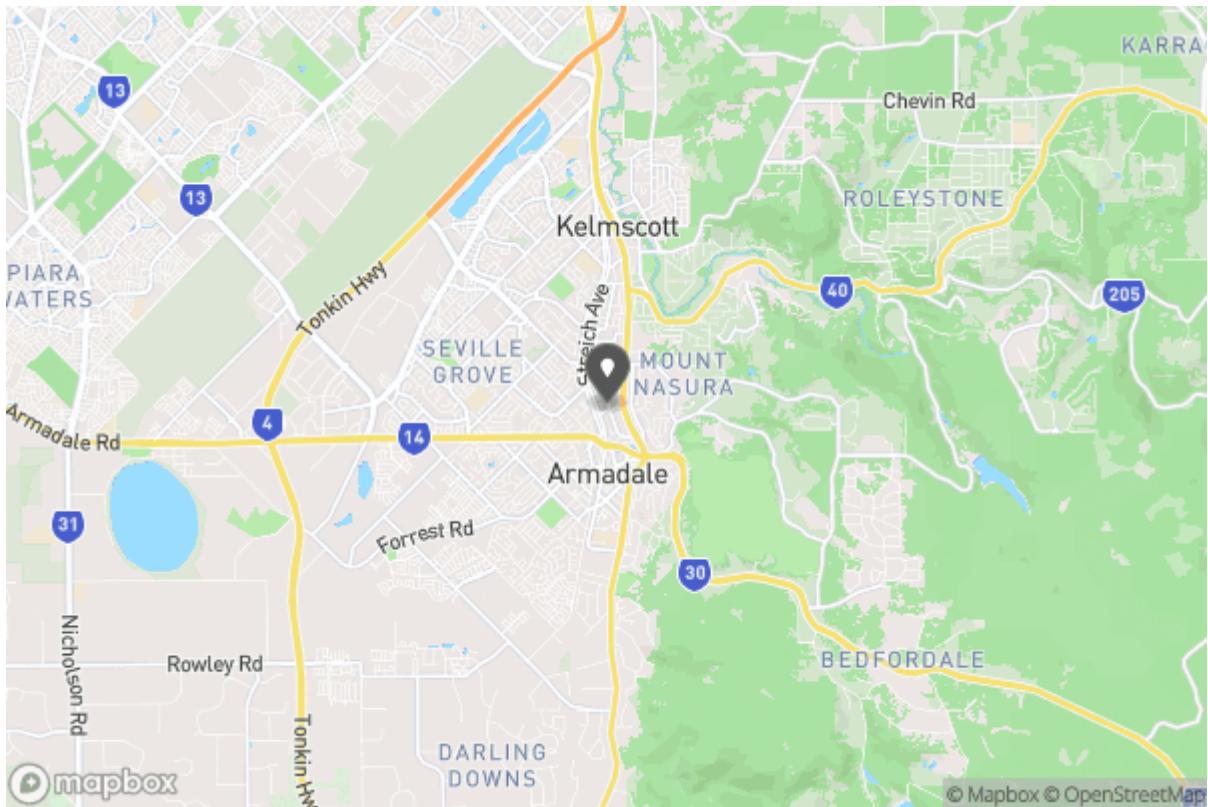 KARRA
13
Chevin Rd
13
ROLEYSTONE
Kelmscott
PIARA
WATERS
Tonkin Hwy
40
205
Streich Ave
SEVILLE
GROVE
MOUNT
NASURA
4
14
Armadale Rd
Armadale
31
Forrest Rd
30
Nicholson Rd
Rowley Rd
BEDFORDALE
Tonkin Hw
DARLING
DOWNS
mapbox
© Mapbox © OpenStreetMap